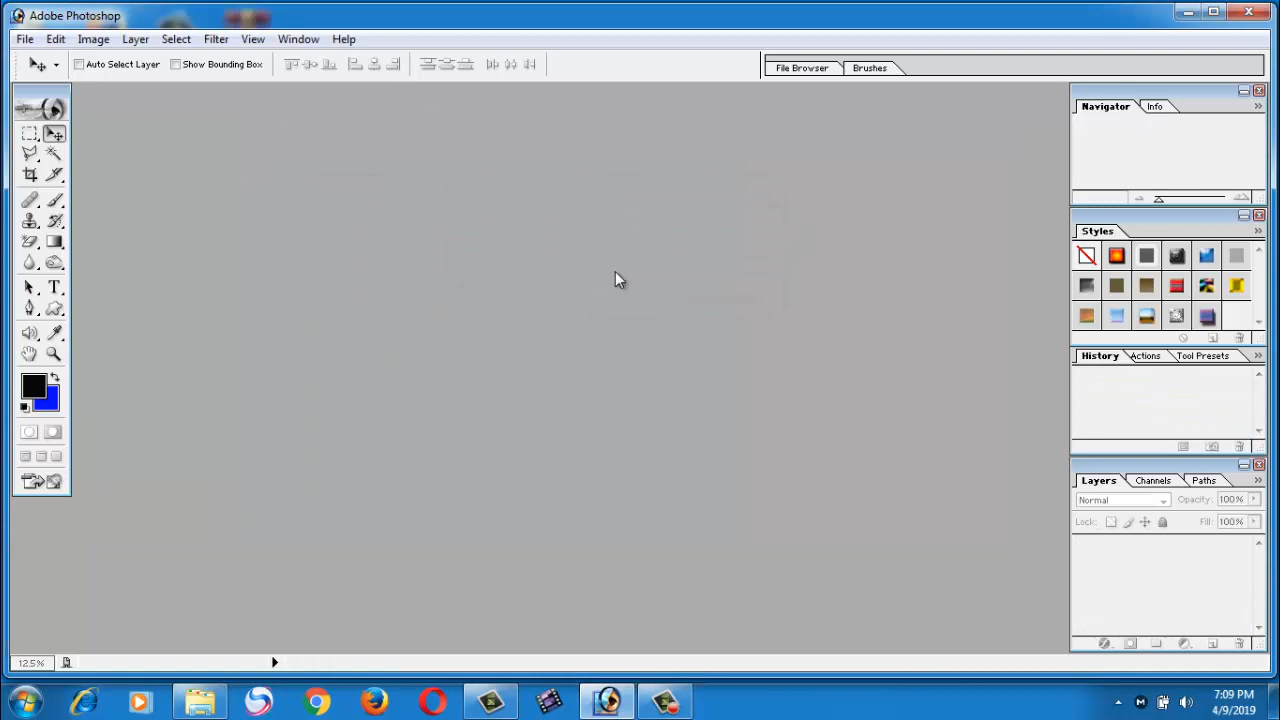 Adobe Photoshop
File Edit Image Layer Select Filter View Window Help
Auto Select Layer Show Bounding Box File Browser Brushes
Navigator Info
Styles
History Actions Tool Presets
Layers Channels Paths
Normal Opacity: 100%
Lock: Fill: 100%
12.5%
7:09 PM
4/9/2019